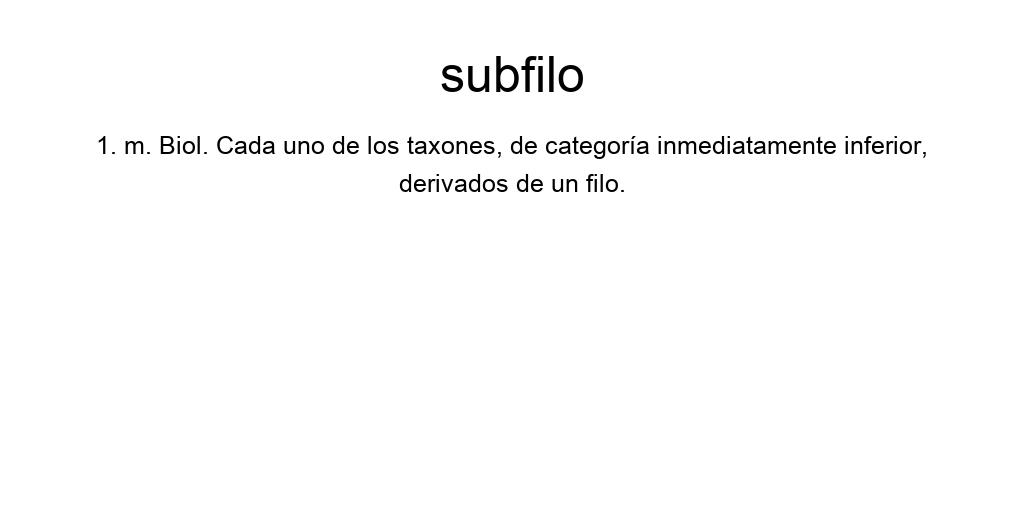 subfilo
1. m. Biol. Cada uno de los taxones, de categoría inmediatamente inferior,
derivados de un filo.